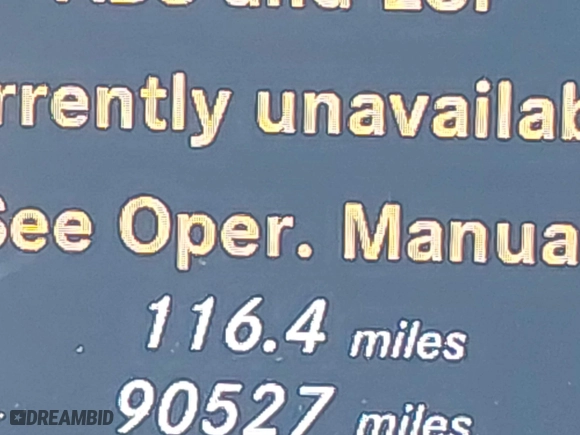 rrently unavailab
See Oper. Manua
116.4 miles
90527 miles
DREAMBID